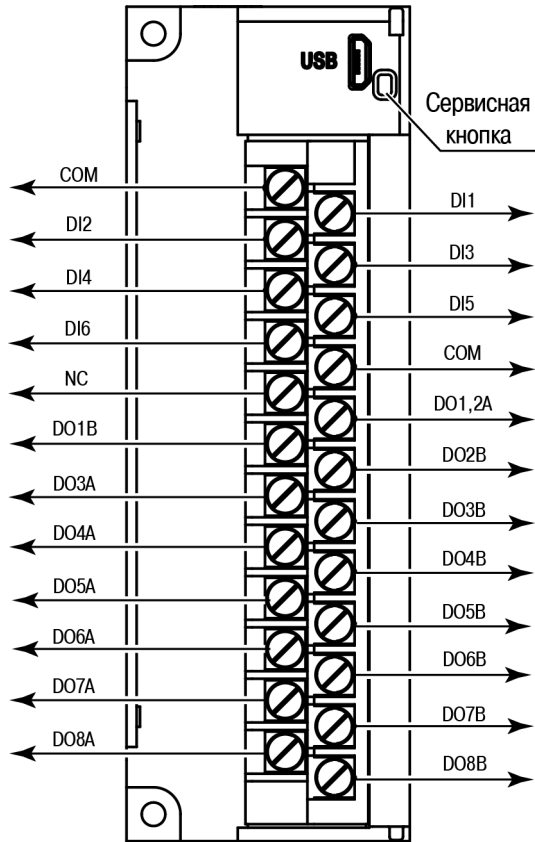 USB
Сервисная
кнопка
COM
DI1
DI2
DI3
DI4
DI5
DI6
COM
NC
DO1,2A
DO1B
DO2B
DO3A
DO3B
DO4A
DO4B
DO5A
DO5B
DO6A
DO6B
DO7A
DO7B
DO8A
DO8B